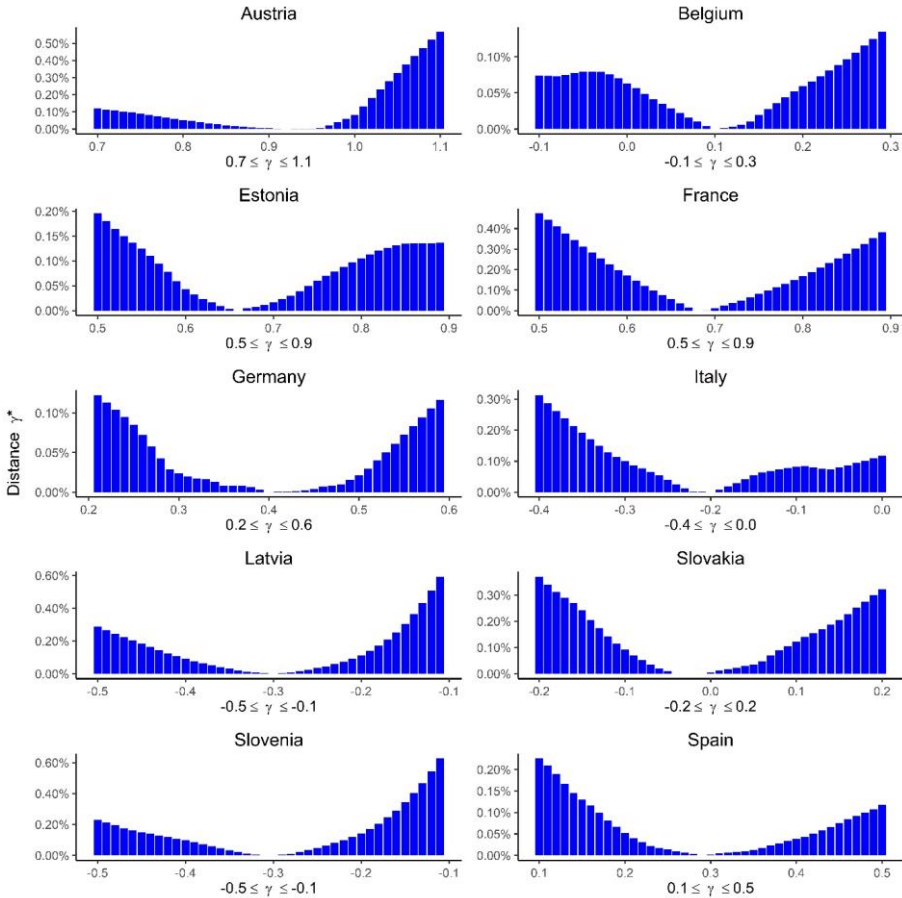 Austria
0.50%
0.40%
0.30%
0.20%
0.10%
0.00%
0.7 0.8 0.9 1.0 1.1
0.7 ≤ γ ≤ 1.1
Belgium
0.10%
0.05%
0.00%
-0.1 0.0 0.1 0.2 0.3
-0.1 ≤ γ ≤ 0.3
Estonia
0.20%
0.15%
0.10%
0.05%
0.00%
0.5 0.6 0.7 0.8 0.9
0.5 ≤ γ ≤ 0.9
France
0.40%
0.30%
0.20%
0.10%
0.00%
0.5 0.6 0.7 0.8 0.9
0.5 ≤ γ ≤ 0.9
Distance γ*
Germany
0.10%
0.05%
0.00%
0.2 0.3 0.4 0.5 0.6
0.2 ≤ γ ≤ 0.6
Italy
0.30%
0.20%
0.10%
0.00%
-0.4 -0.3 -0.2 -0.1 0.0
-0.4 ≤ γ ≤ 0.0
Latvia
0.60%
0.40%
0.20%
0.00%
-0.5 -0.4 -0.3 -0.2 -0.1
-0.5 ≤ γ ≤ -0.1
Slovakia
0.30%
0.20%
0.10%
0.00%
-0.2 -0.1 0.0 0.1 0.2
-0.2 ≤ γ ≤ 0.2
Slovenia
0.60%
0.40%
0.20%
0.00%
-0.5 -0.4 -0.3 -0.2 -0.1
-0.5 ≤ γ ≤ -0.1
Spain
0.20%
0.15%
0.10%
0.05%
0.00%
0.1 0.2 0.3 0.4 0.5
0.1 ≤ γ ≤ 0.5